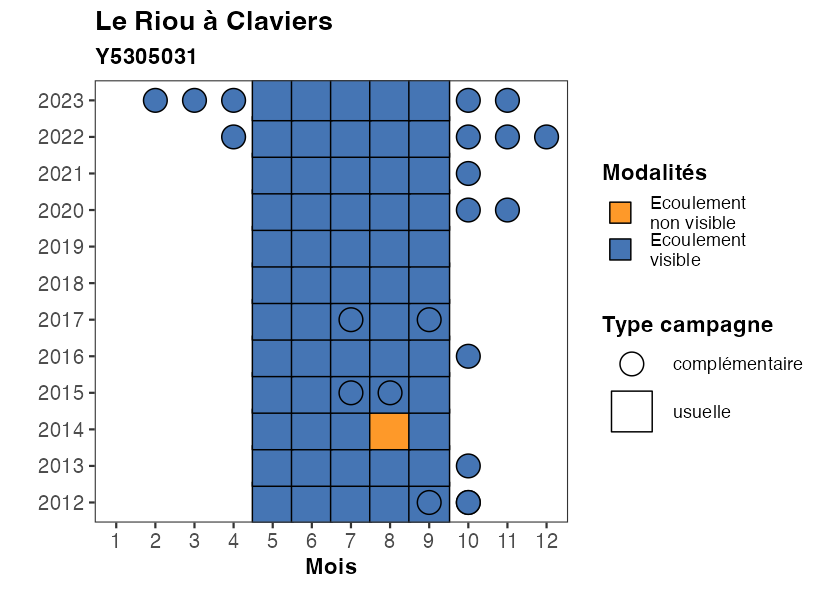 Le Riou à Claviers
Y5305031
2023
2022
2021
2020
2019
2018
2017
2016
2015
2014
2013
2012
1 2 3 4 5 6 7 8 9 10 11 12
Mois
Modalités
Ecoulement
non visible
Ecoulement
visible
Type campagne
complémentaire
usuelle